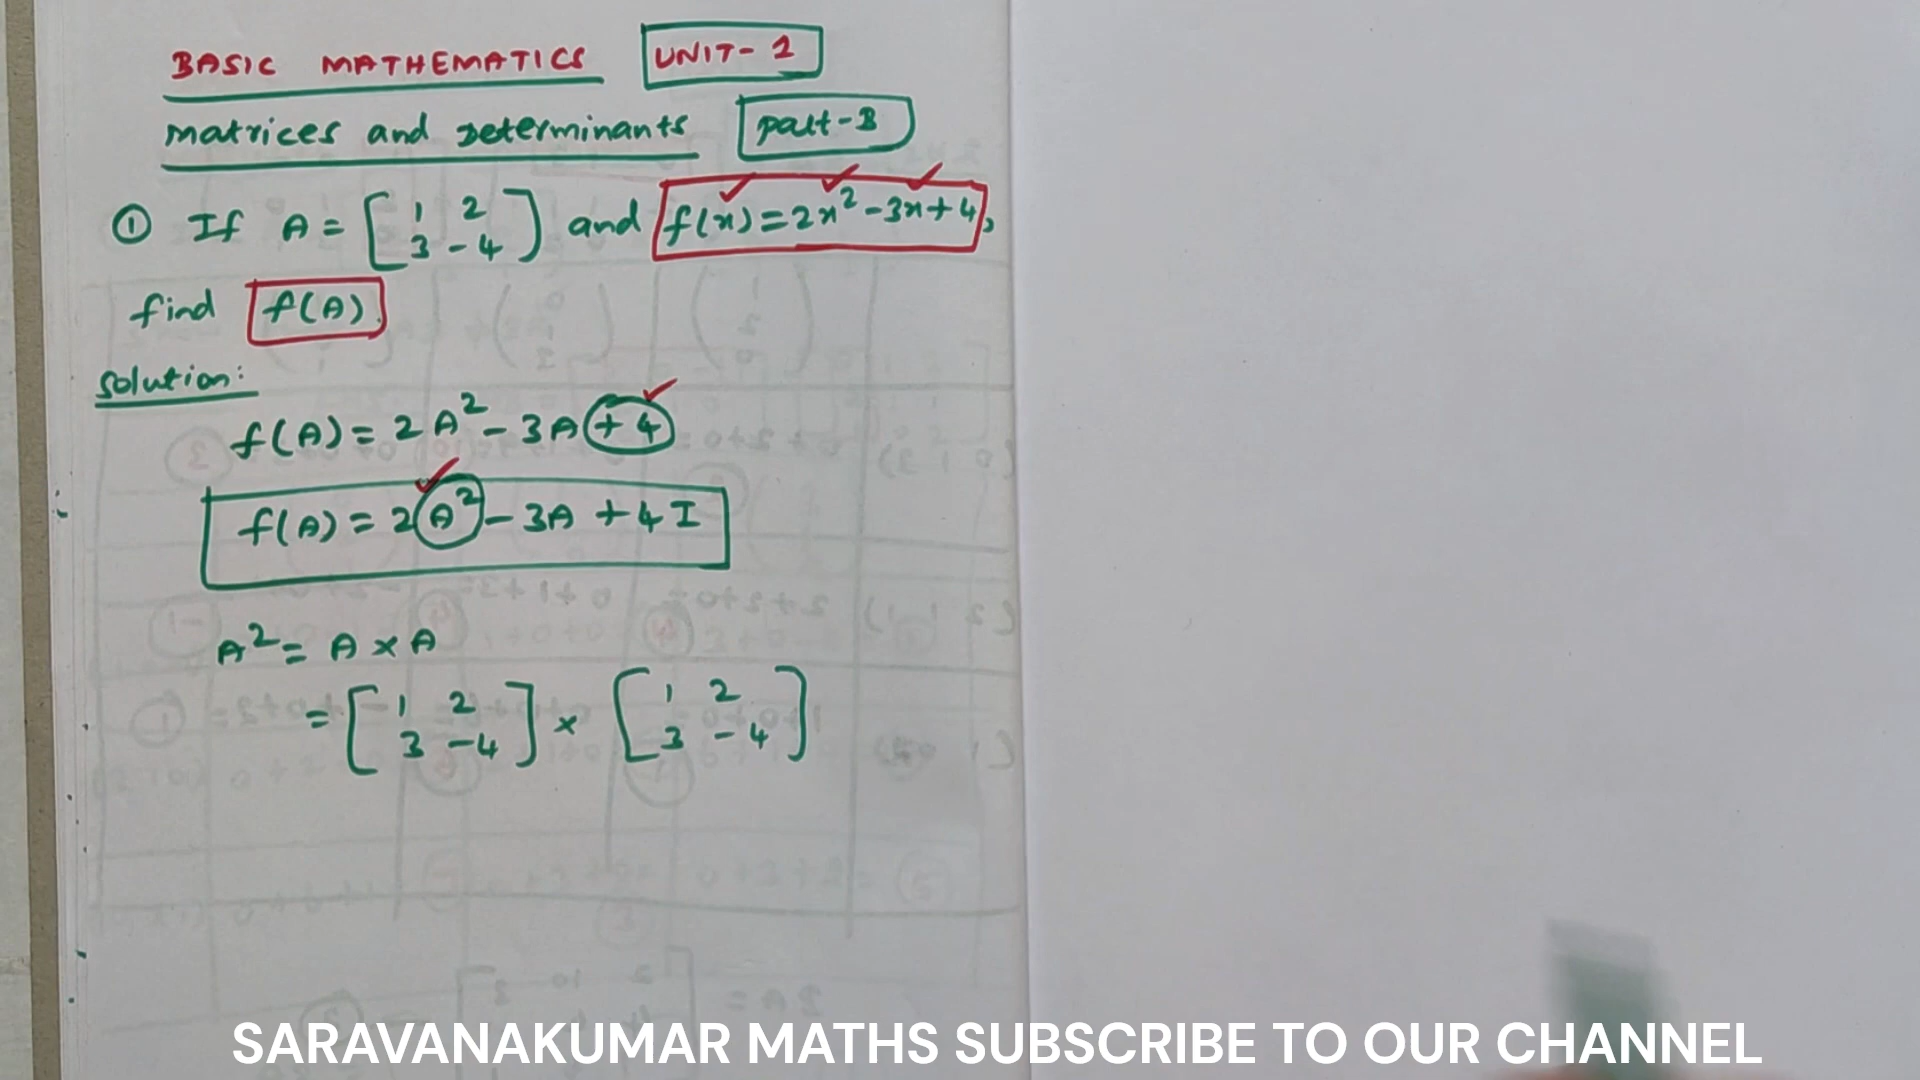 BASIC MATHEMATICS UNIT-1
matrices and Determinants part-B
① If A = [1 2
3 -4] and f(x) = 2x² - 3x + 4,
find f(A).
solution:
f(A) = 2A² - 3A + 4
f(A) = 2A² - 3A + 4I
A² = A × A
= [1 2
3 -4] × [1 2
3 -4]
SARAVANAKUMAR MATHS SUBSCRIBE TO OUR CHANNEL